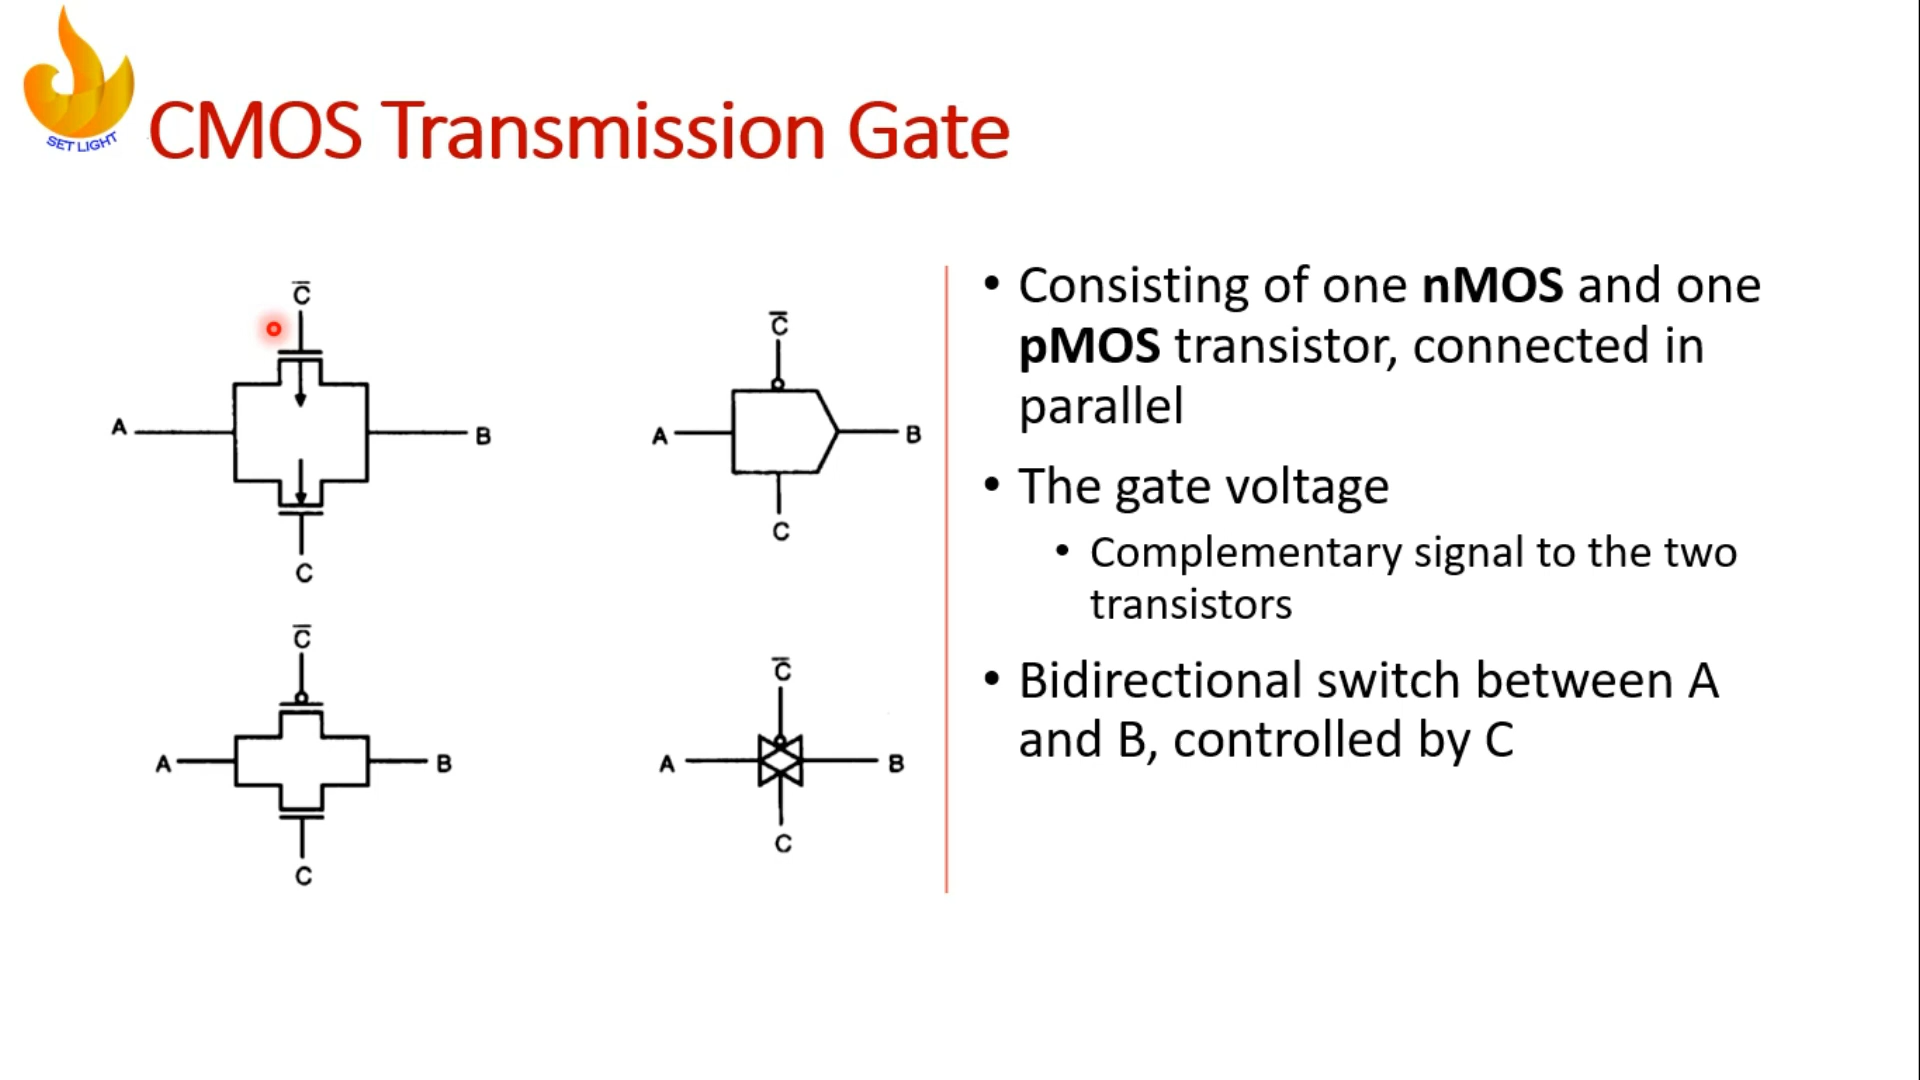 SET LIGHT
CMOS Transmission Gate
C̅
A
B
C
C̅
A
B
C
C̅
A
B
C
C̅
A
B
C
• Consisting of one nMOS and one
pMOS transistor, connected in
parallel
• The gate voltage
• Complementary signal to the two
transistors
• Bidirectional switch between A
and B, controlled by C